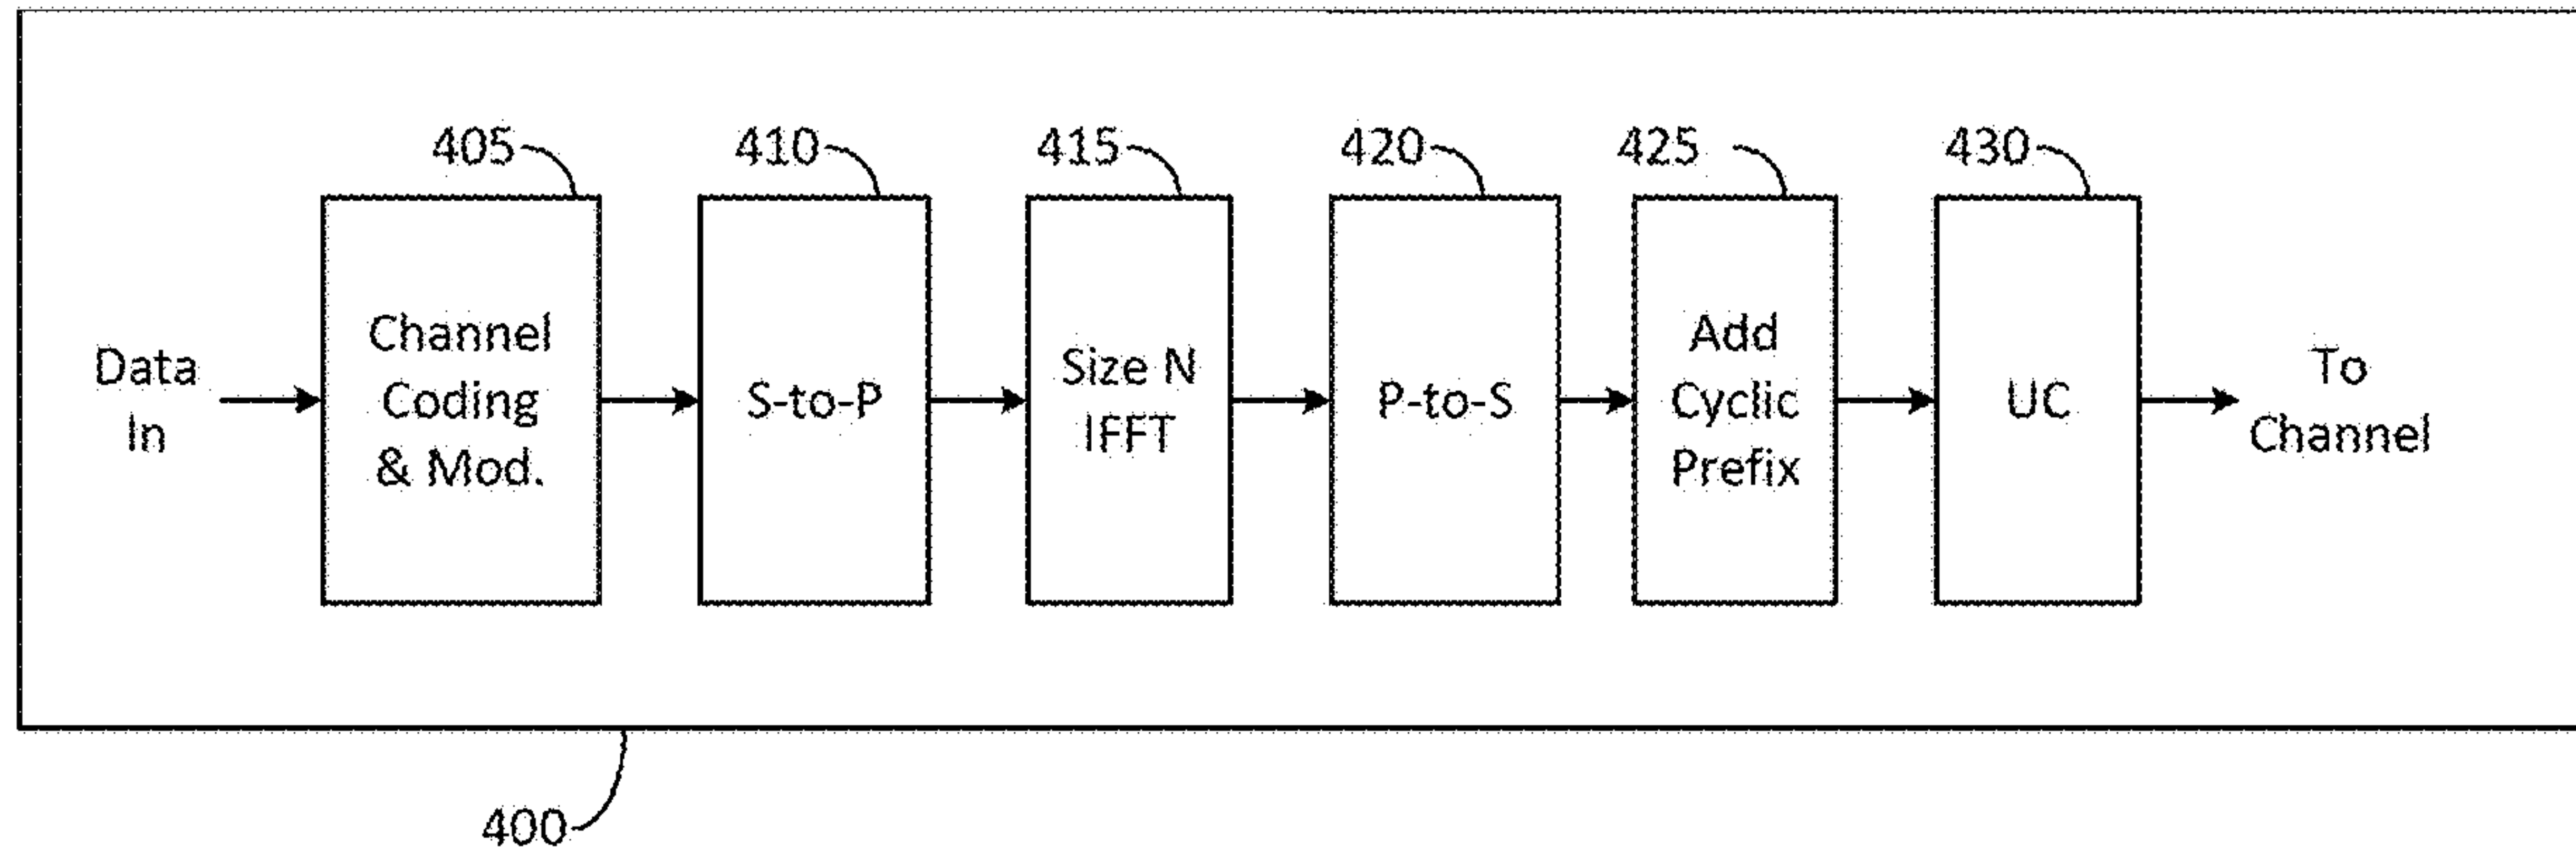 405
410
415
420
425
430
Data
In
Channel
Coding
& Mod.
S-to-P
Size N
IFFT
P-to-S
Add
Cyclic
Prefix
UC
To
Channel
400